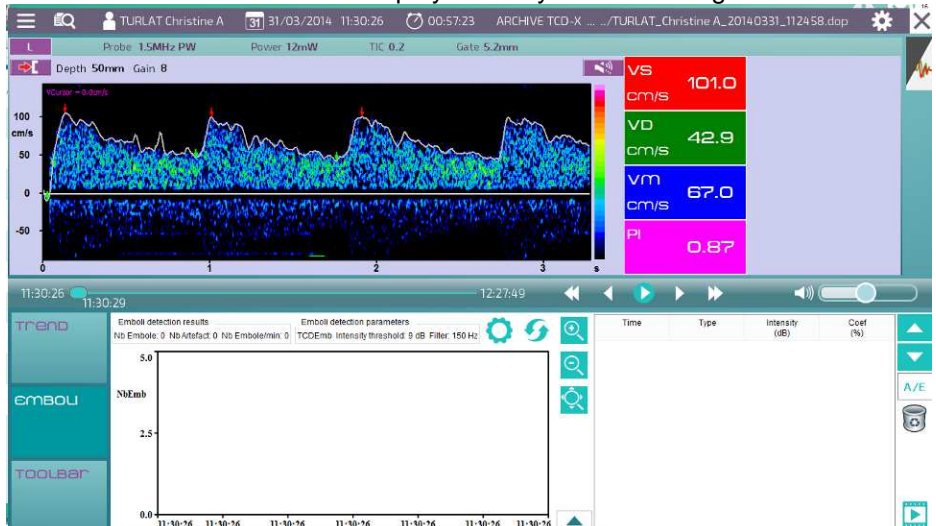 TURLAT Christine A 31 31/03/2014 11:30:26 00:57:23 ARCHIVE TCD-X ... .../TURLAT_Christine A_20140331_112458.dop
L Probe 1.5MHz PW Power 12mW TIC 0.2 Gate 5.2mm
Depth 50mm Gain 8
VCursor = 0.0cm/s
100
cm/s
50
0
-50
0 1 2 3 s
VS
cm/s
101.0
VD
cm/s
42.9
Vm
cm/s
67.0
PI
0.87
11:30:26
11:30:29
12:27:49
Trend
EMBOLI
TOOLBar
Emboli detection results
Nb Embole: 0 Nb Artefact: 0 Nb Embole/min: 0
Emboli detection parameters
TCDEmb Intensity threshold: 9 dB Filter: 150 Hz
5.0
NbEmb
2.5
0.0
11:30:26 11:30:26 11:30:26 11:30:26 11:30:26 11:30:26 11:30:26
Time Type Intensity (dB) Coef (%)
A/E